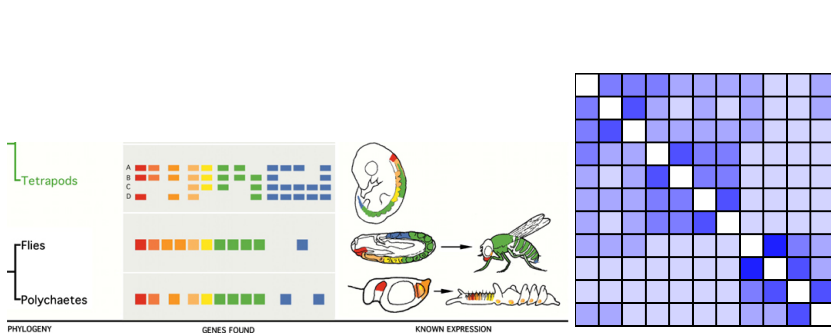 A
B
Tetrapods
C
D
Flies
Polychaetes
PHYLOGENY GENES FOUND KNOWN EXPRESSION